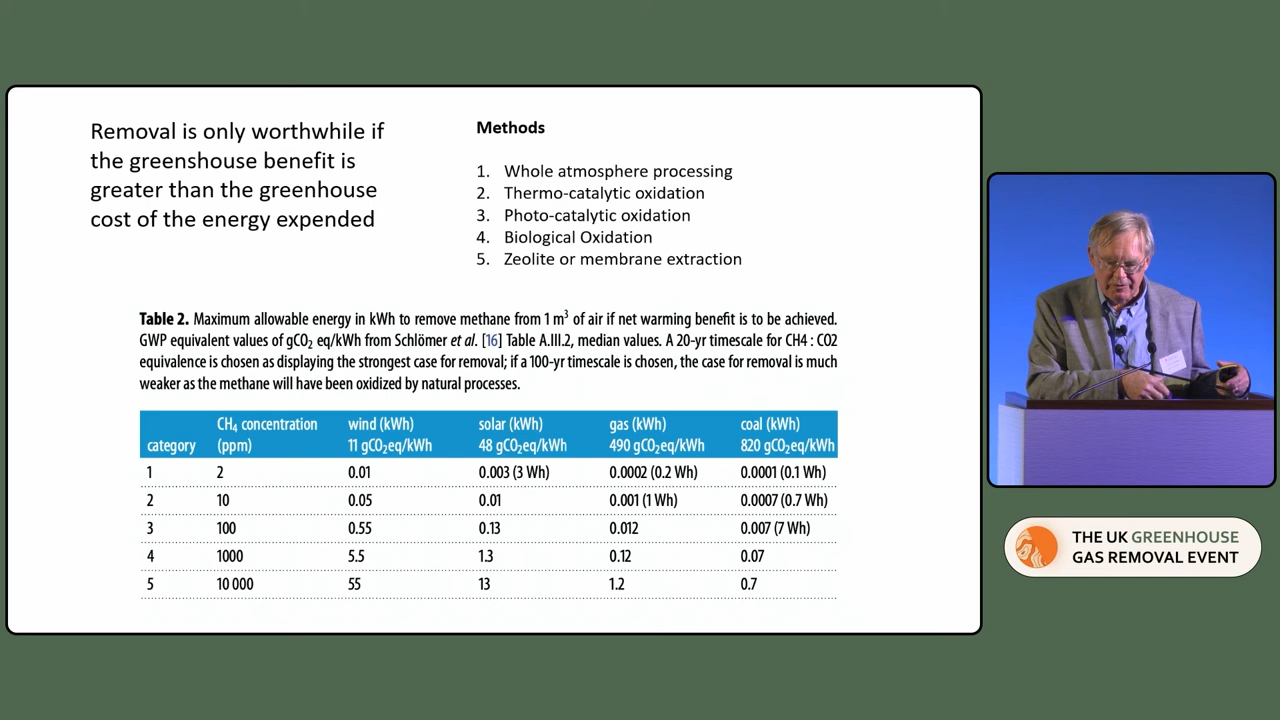 Removal is only worthwhile if
the greenshouse benefit is
greater than the greenhouse
cost of the energy expended
Methods
1. Whole atmosphere processing
2. Thermo-catalytic oxidation
3. Photo-catalytic oxidation
4. Biological Oxidation
5. Zeolite or membrane extraction
Table 2. Maximum allowable energy in kWh to remove methane from 1 m³ of air if net warming benefit is to be achieved.
GWP equivalent values of gCO₂ eq/kWh from Schlömer et al. [16] Table A.III.2, median values. A 20-yr timescale for CH4 : CO2
equivalence is chosen as displaying the strongest case for removal; if a 100-yr timescale is chosen, the case for removal is much
weaker as the methane will have been oxidized by natural processes.
CH₄ concentration wind (kWh) solar (kWh) gas (kWh) coal (kWh)
category (ppm) 11 gCO₂eq/kWh 48 gCO₂eq/kWh 490 gCO₂eq/kWh 820 gCO₂eq/kWh
1 2 0.01 0.003 (3 Wh) 0.0002 (0.2 Wh) 0.0001 (0.1 Wh)
2 10 0.05 0.01 0.001 (1 Wh) 0.0007 (0.7 Wh)
3 100 0.55 0.13 0.012 0.007 (7 Wh)
4 1000 5.5 1.3 0.12 0.07
5 10 000 55 13 1.2 0.7
THE UK GREENHOUSE
GAS REMOVAL EVENT